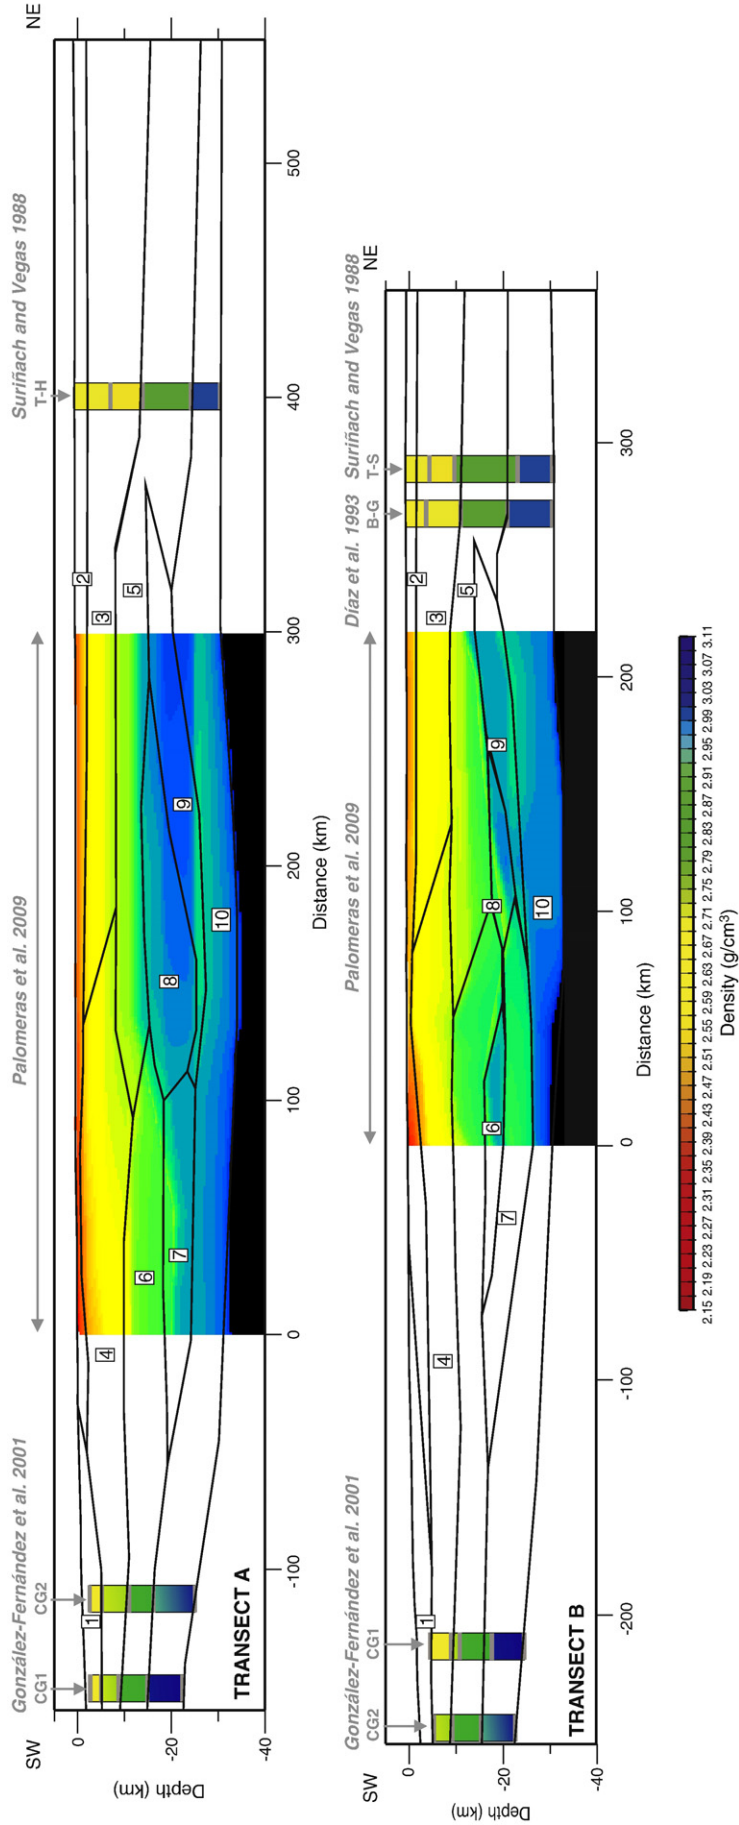 SW
NE
González-Fernández et al. 2001
Palomeras et al. 2009
Suriñach and Vegas 1988
CG1
CG2
T-H
0
-20
-40
Depth (km)
1
2
3
4
5
6
7
8
9
10
TRANSECT A
-100
0
100
200
300
400
500
Distance (km)
SW
NE
González-Fernández et al. 2001
Palomeras et al. 2009
Díaz et al. 1993
Suriñach and Vegas 1988
CG2
CG1
B-G
T-S
0
-20
-40
Depth (km)
1
2
3
4
5
6
7
8
9
10
TRANSECT B
-200
-100
0
100
200
300
Distance (km)
2.15 2.19 2.23 2.27 2.31 2.35 2.39 2.43 2.47 2.51 2.55 2.59 2.63 2.67 2.71 2.75 2.79 2.83 2.87 2.91 2.95 2.99 3.03 3.07 3.11
Density (g/cm³)